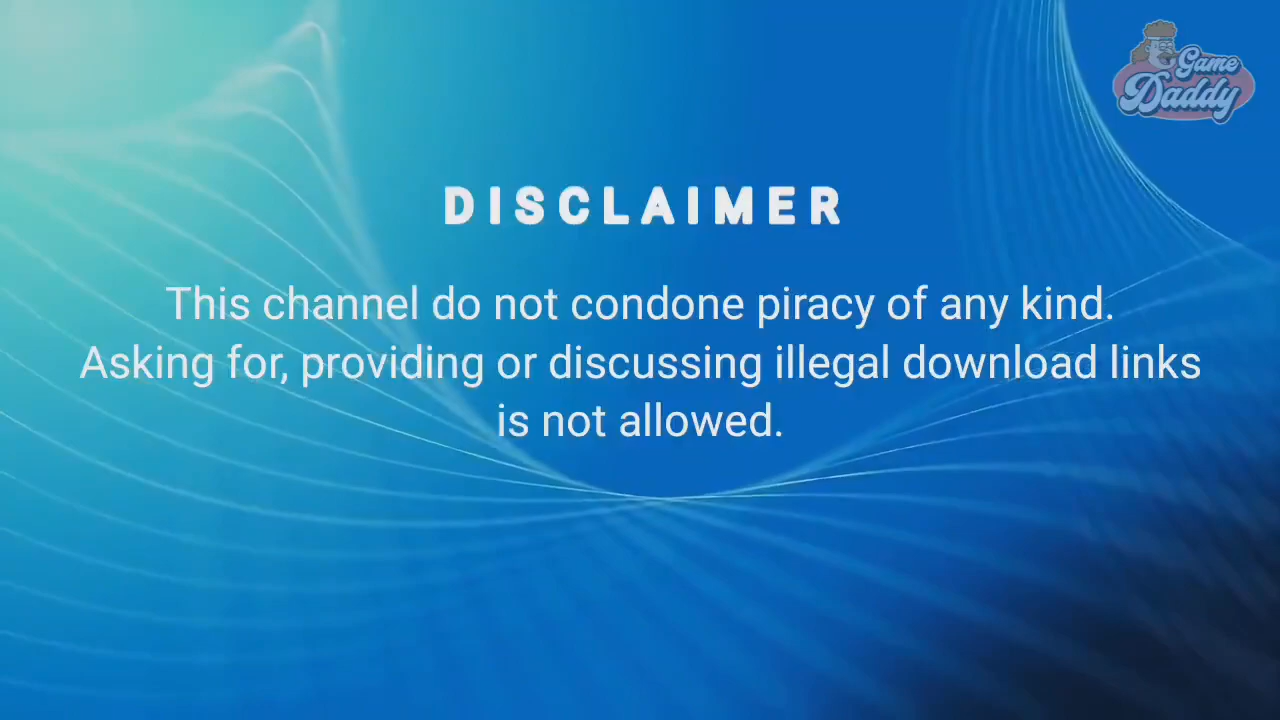 Game
Daddy
DISCLAIMER
This channel do not condone piracy of any kind.
Asking for, providing or discussing illegal download links
is not allowed.